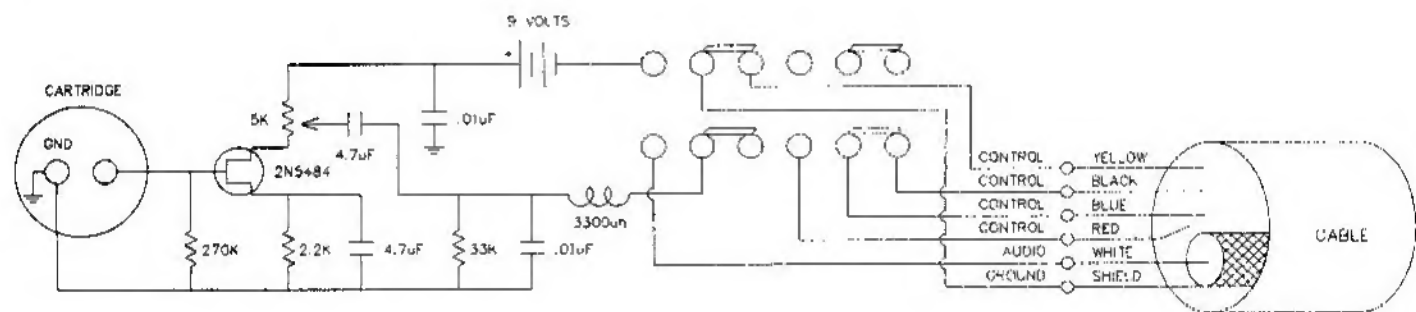 9 VOLTS
+
CARTRIDGE
GND
5K
.01uF
4.7uF
2N5484
270K
2.2K
4.7uF
33K
.01uF
3300uh
CONTROL YELLOW
CONTROL BLACK
CONTROL BLUE
CONTROL RED
AUDIO WHITE
GROUND SHIELD
CABLE